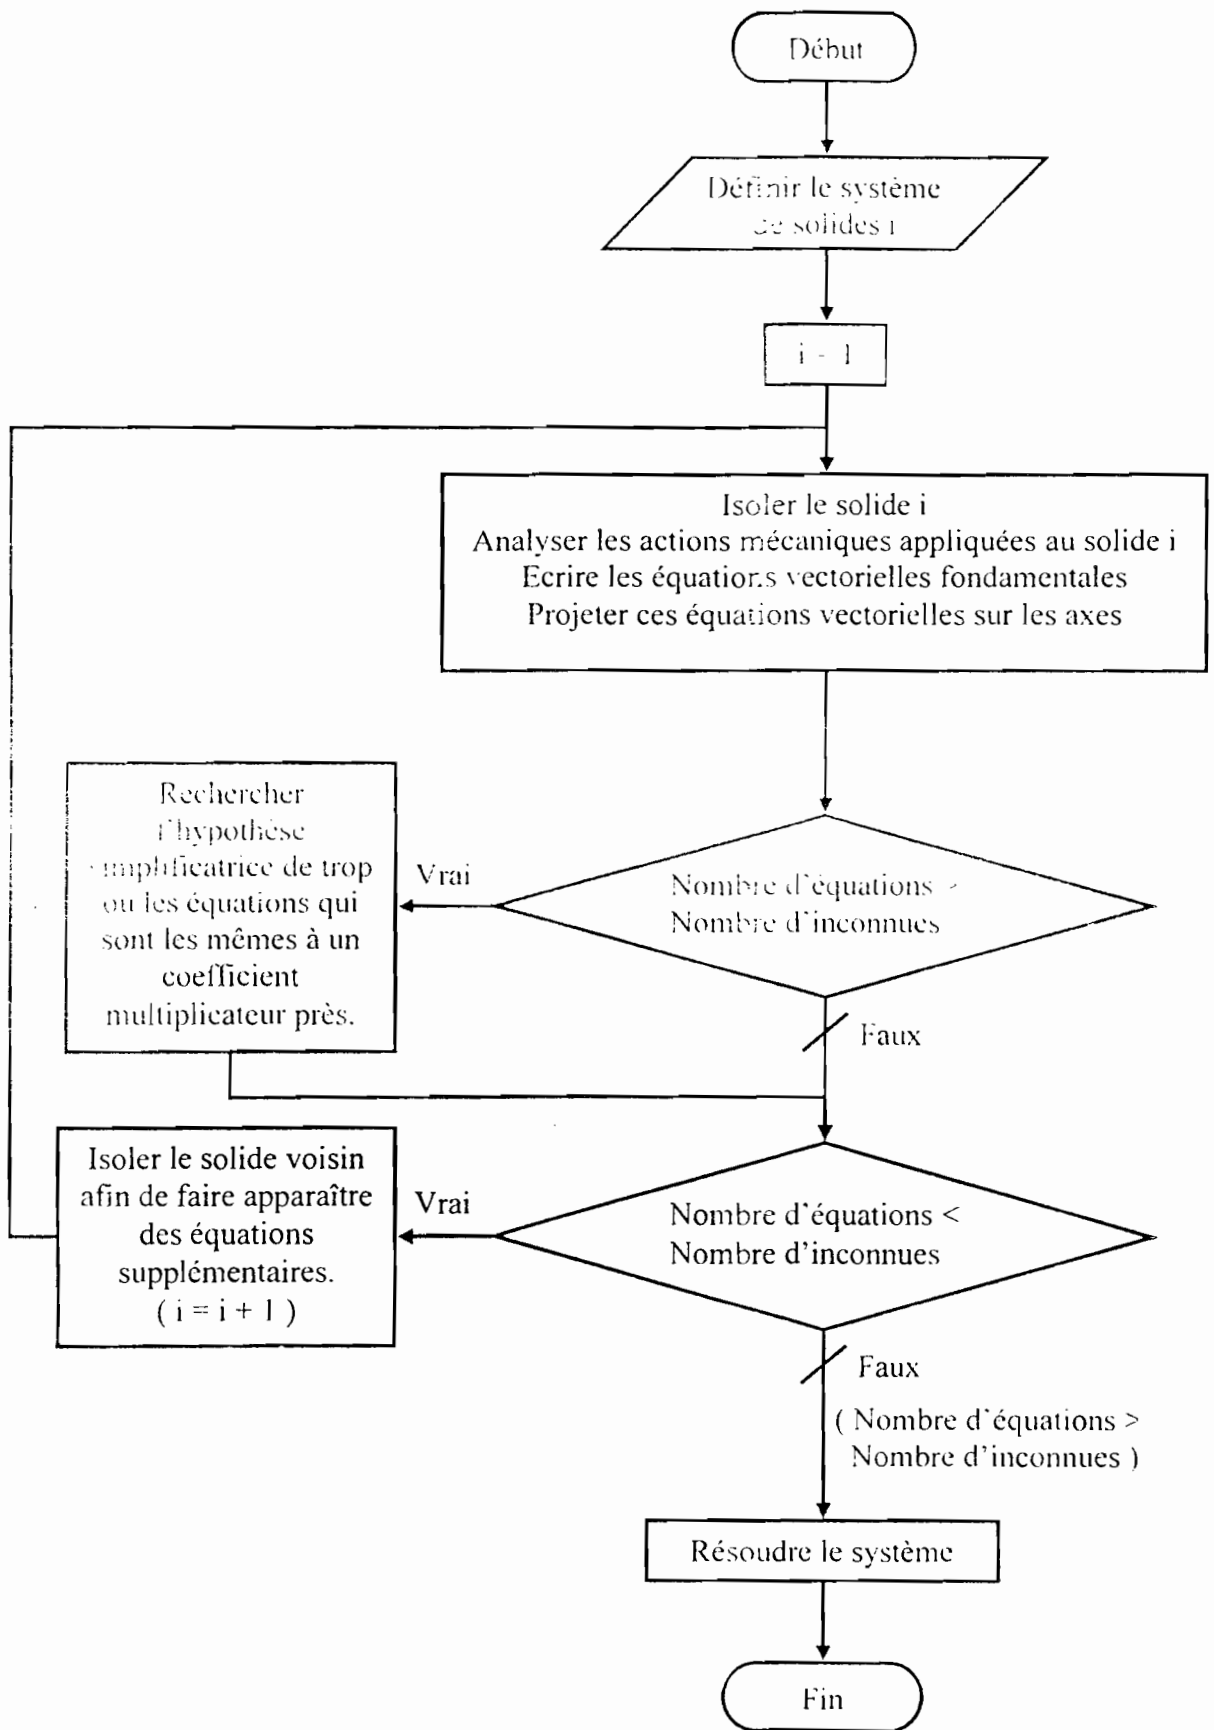 Début
Définir le système
de solides i
i - 1
Isoler le solide i
Analyser les actions mécaniques appliquées au solide i
Ecrire les équations vectorielles fondamentales
Projeter ces équations vectorielles sur les axes
Rechercher
l'hypothèse
simplificatrice de trop
ou les équations qui
sont les mêmes à un
coefficient
multiplicateur près.
Vrai
Nombre d'équations >
Nombre d'inconnues
Faux
Isoler le solide voisin
afin de faire apparaître
des équations
supplémentaires.
( i = i + 1 )
Vrai
Nombre d'équations <
Nombre d'inconnues
Faux
( Nombre d'équations >
Nombre d'inconnues )
Résoudre le système
Fin